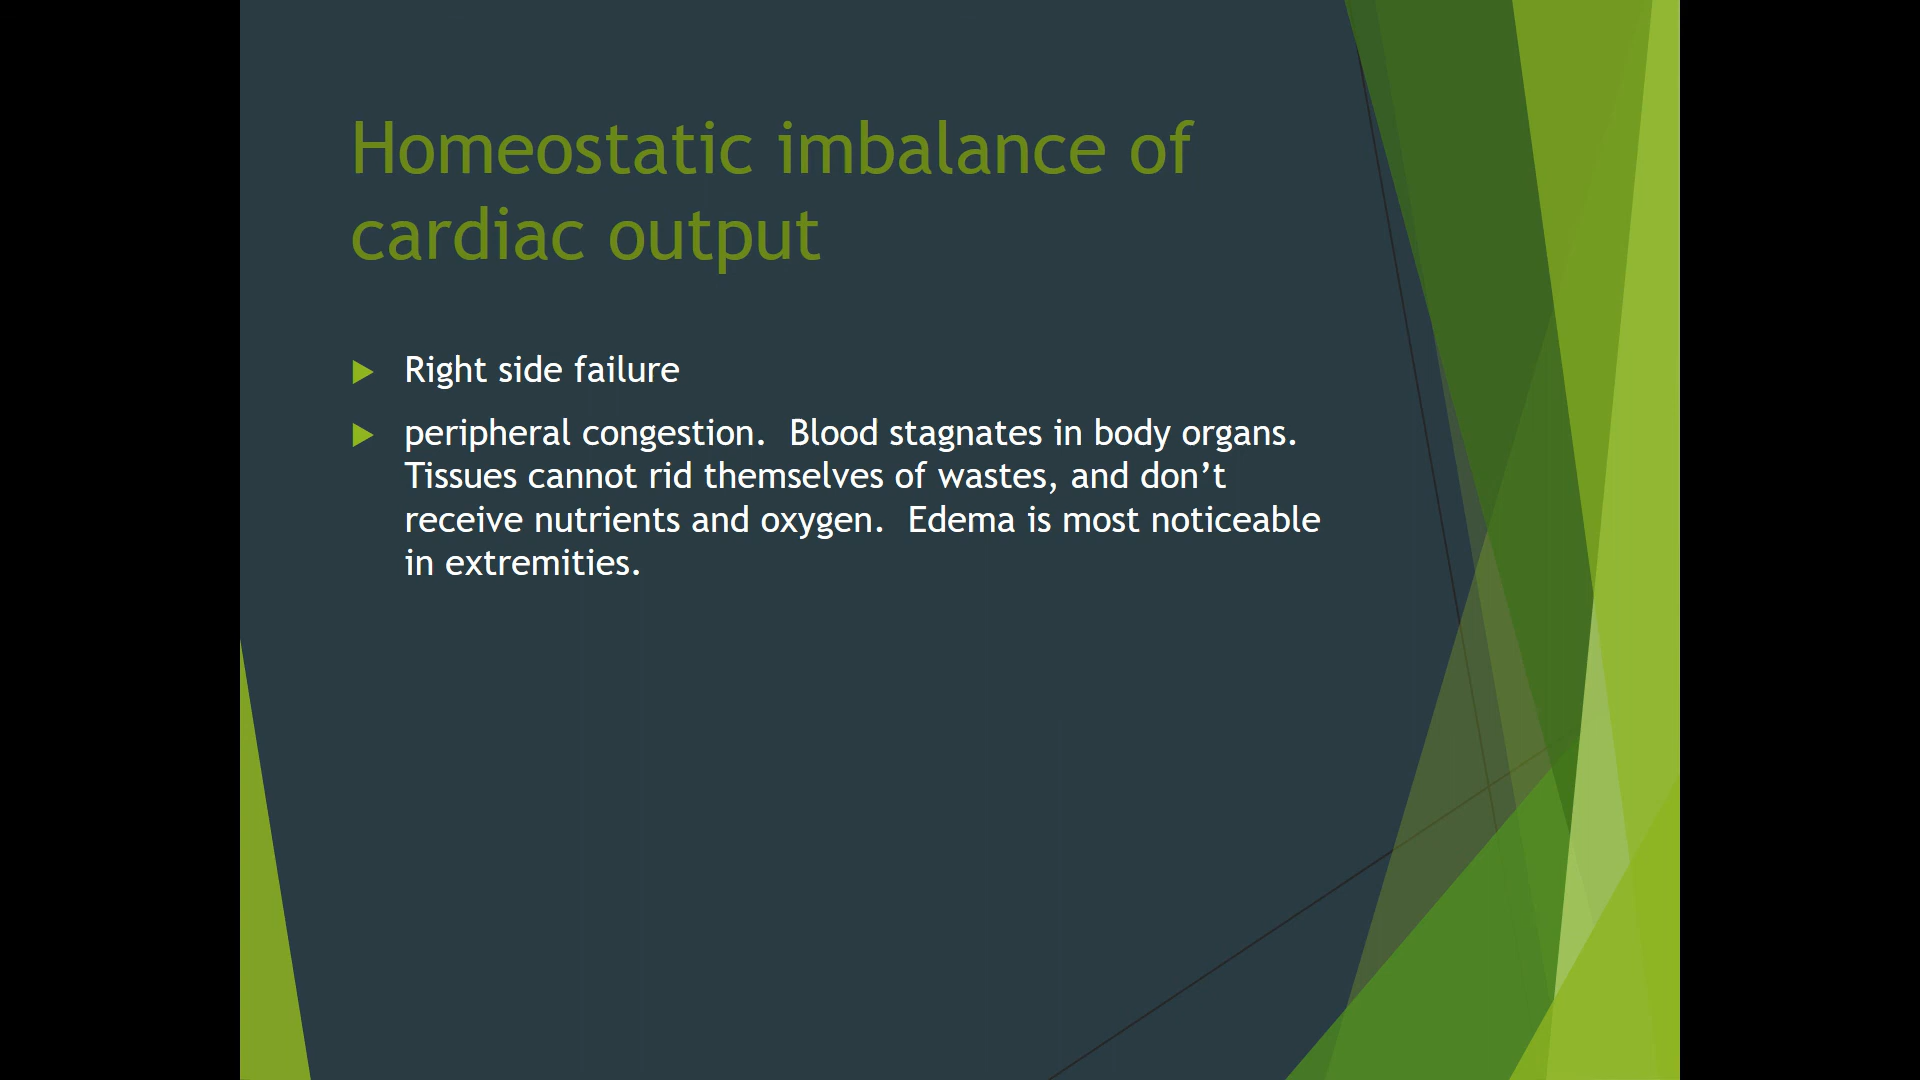 Homeostatic imbalance of
cardiac output
Right side failure
peripheral congestion.  Blood stagnates in body organs.
Tissues cannot rid themselves of wastes, and don’t
receive nutrients and oxygen.  Edema is most noticeable
in extremities.